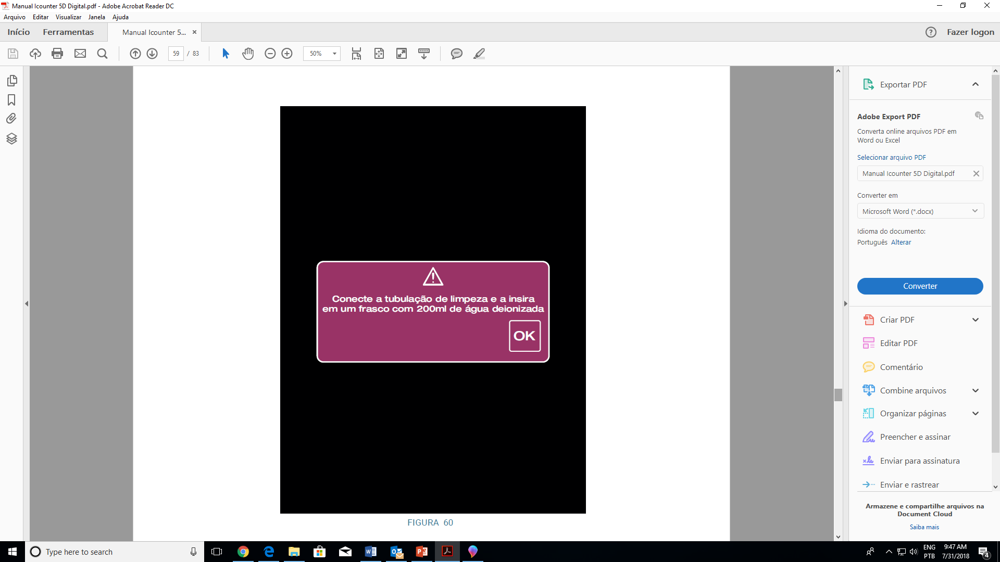 Manual Icounter 5D Digital.pdf - Adobe Acrobat Reader DC
Arquivo Editar Visualizar Janela Ajuda
Início Ferramentas Manual Icounter 5... Fazer logon
59 / 83 50%
Exportar PDF
Adobe Export PDF
Converta online arquivos PDF em
Word ou Excel
Selecionar arquivo PDF
Manual Icounter 5D Digital.pdf
Converter em
Microsoft Word (*.docx)
Idioma do documento:
Português Alterar
Converter
Criar PDF
Editar PDF
Comentário
Combine arquivos
Organizar páginas
Preencher e assinar
Enviar para assinatura
Enviar e rastrear
Armazene e compartilhe arquivos na
Document Cloud
Saiba mais
Conecte a tubulação de limpeza e a insira
em um frasco com 200ml de água deionizada
OK
FIGURA 60
Type here to search
ENG
PTB
9:47 AM
7/31/2018
4